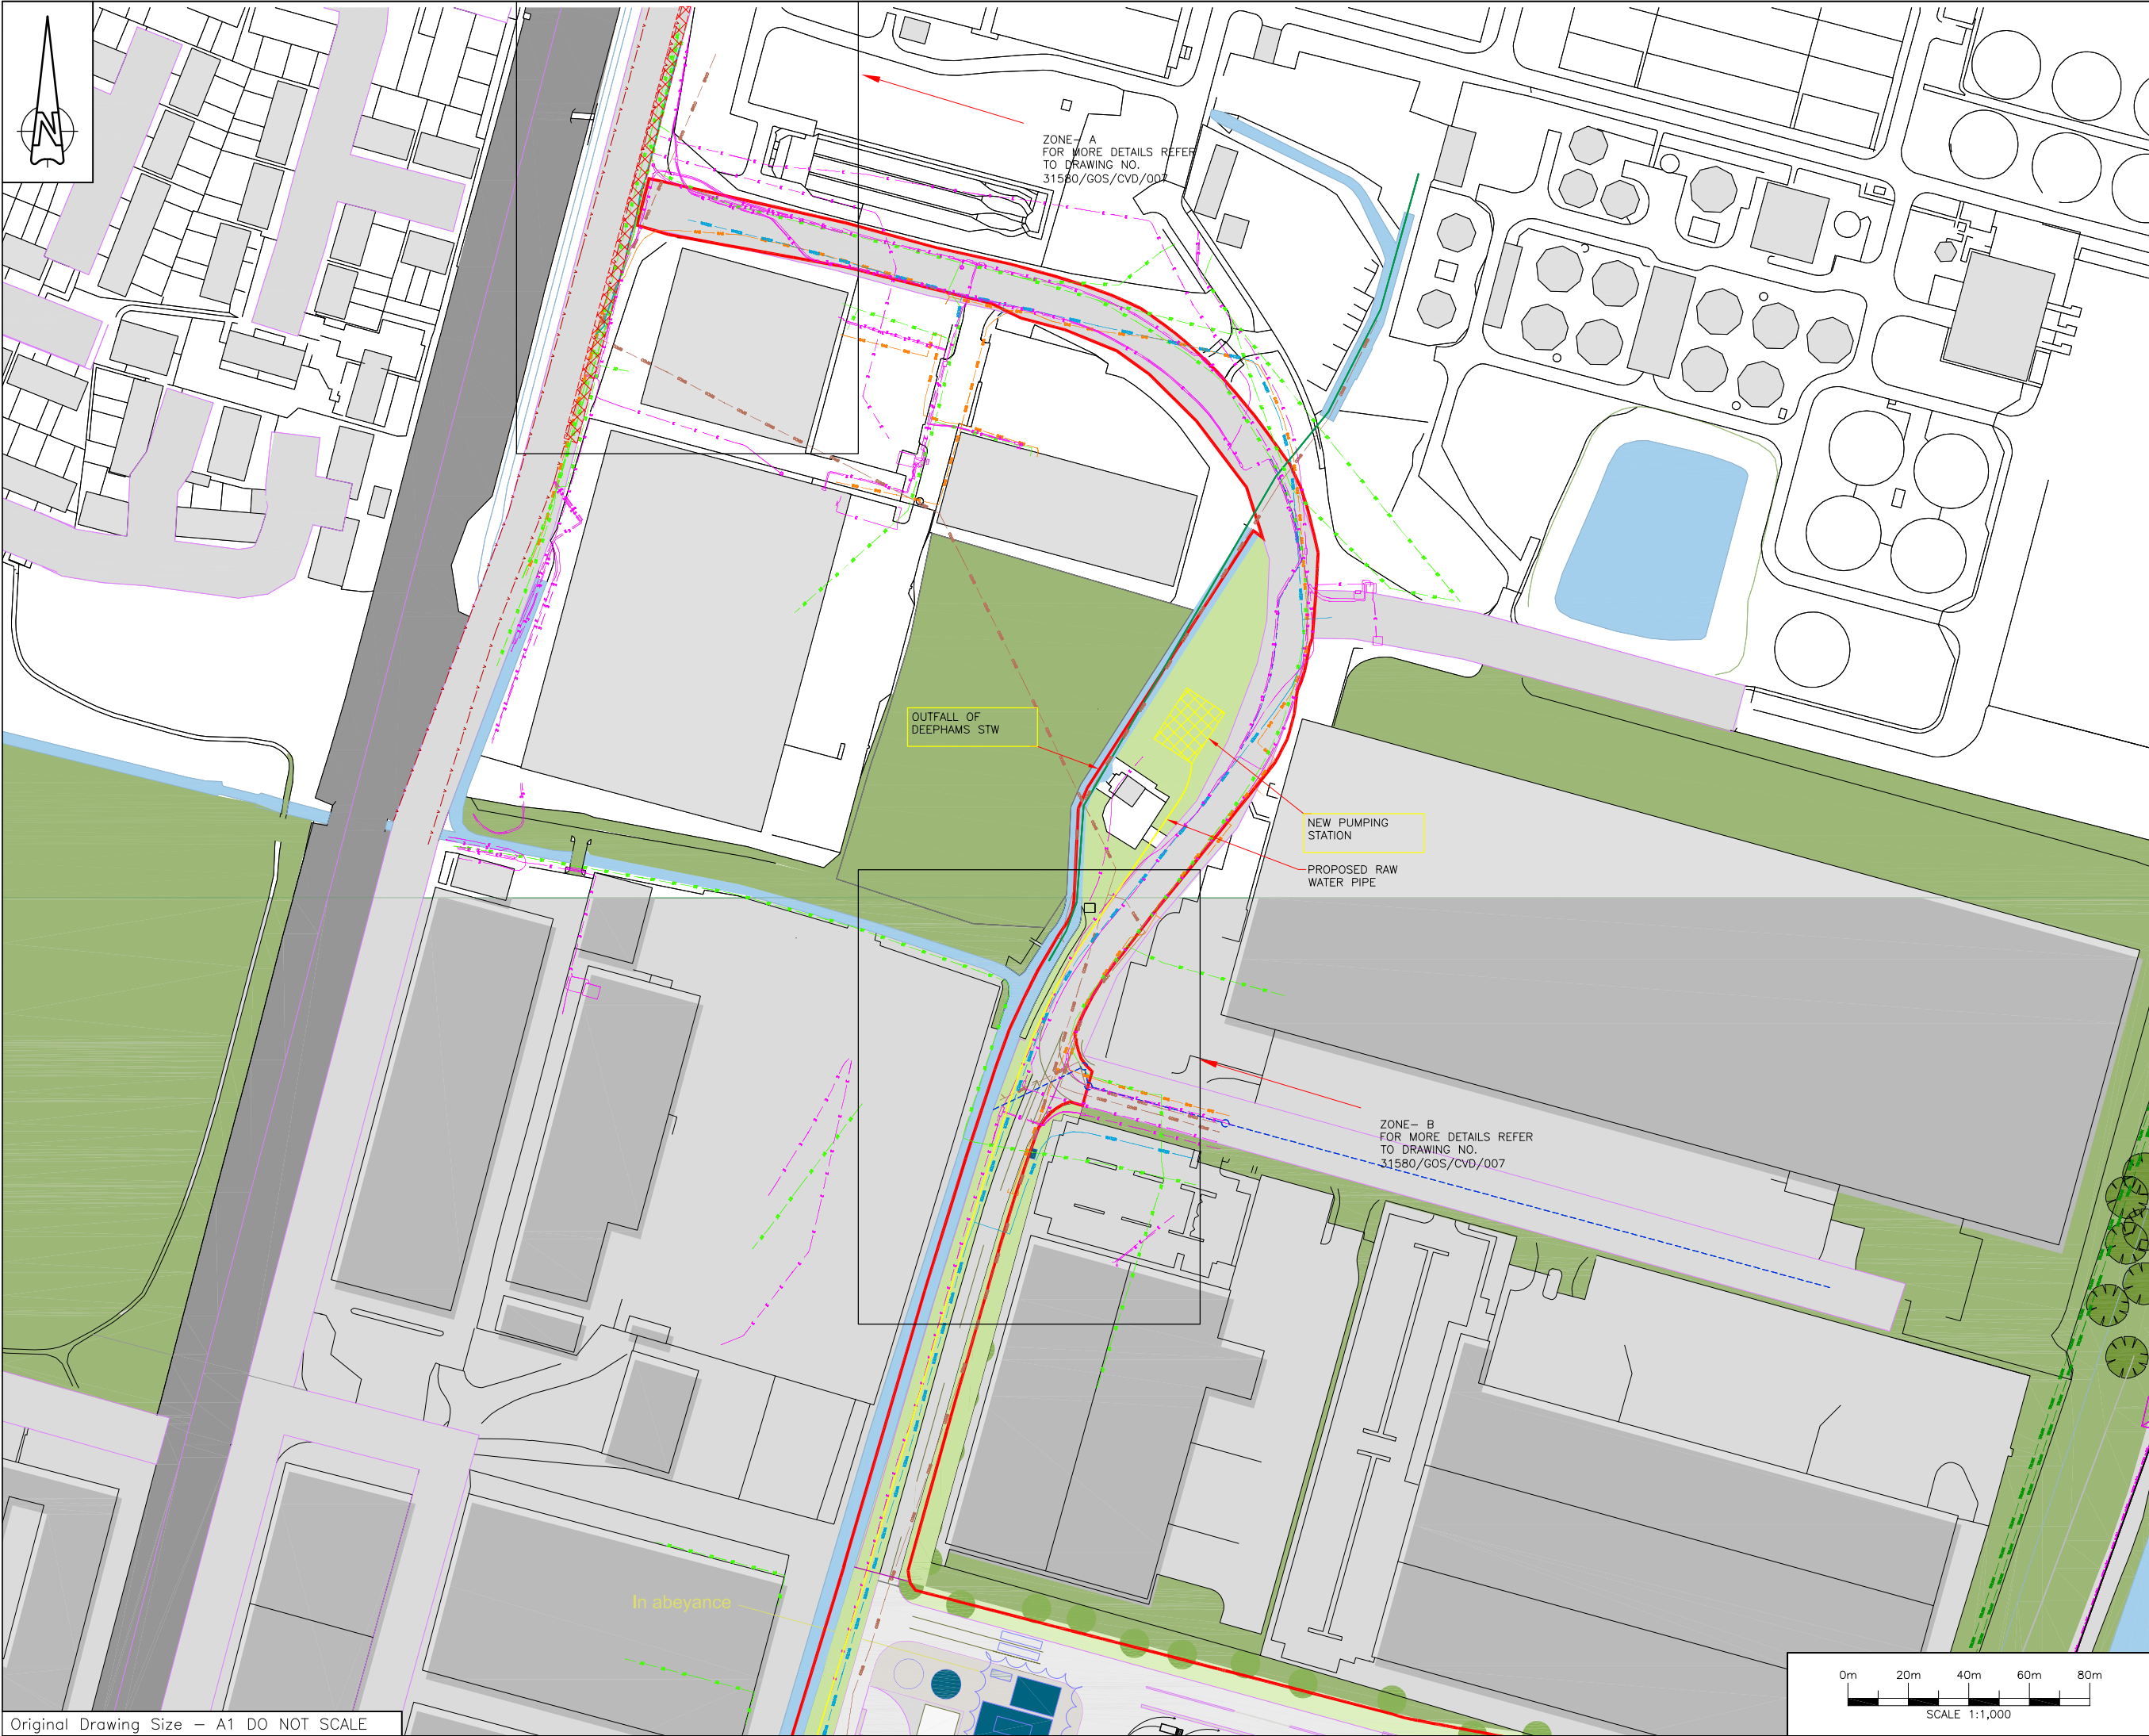 N
ZONE- A
FOR MORE DETAILS REFER
TO DRAWING NO.
31580/GOS/CVD/007
OUTFALL OF
DEEPHAMS STW
NEW PUMPING
STATION
PROPOSED RAW
WATER PIPE
ZONE- B
FOR MORE DETAILS REFER
TO DRAWING NO.
31580/GOS/CVD/007
In abeyance
0m 20m 40m 60m 80m
SCALE 1:1,000
Original Drawing Size - A1 DO NOT SCALE